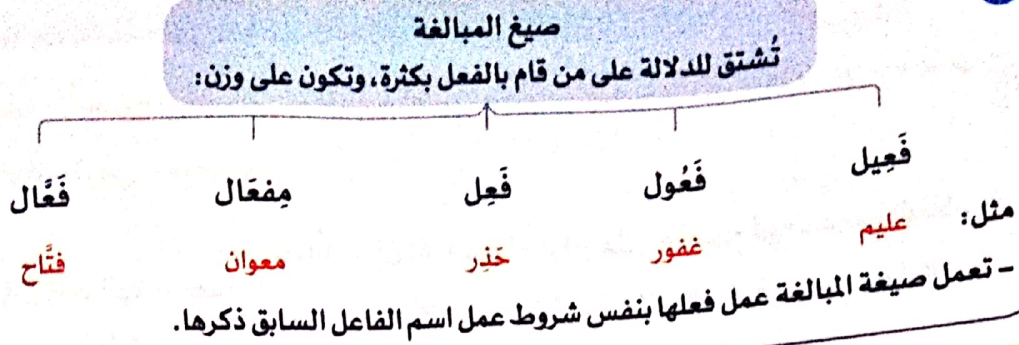 صيغ المبالغة
تُشتق للدلالة على من قام بالفعل بكثرة، وتكون على وزن:
فَعِيل فَعُول فَعِل مِفعَال فَعَّال
مثل: عليم غفور حَذِر معوان فتَّاح
- تعمل صيغة المبالغة عمل فعلها بنفس شروط عمل اسم الفاعل السابق ذكرها.